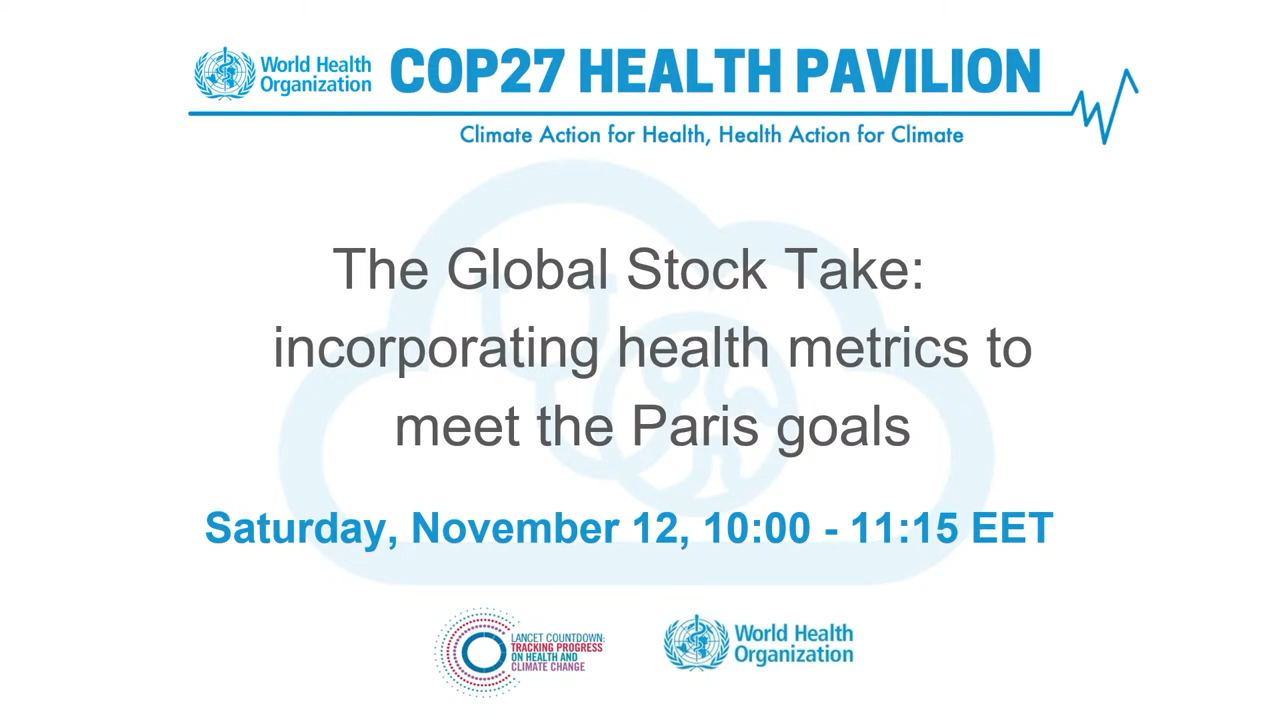 World Health
Organization
COP27 HEALTH PAVILION
Climate Action for Health, Health Action for Climate
The Global Stock Take:
incorporating health metrics to
meet the Paris goals
Saturday, November 12, 10:00 - 11:15 EET
LANCET COUNTDOWN:
TRACKING PROGRESS
ON HEALTH AND
CLIMATE CHANGE
World Health
Organization